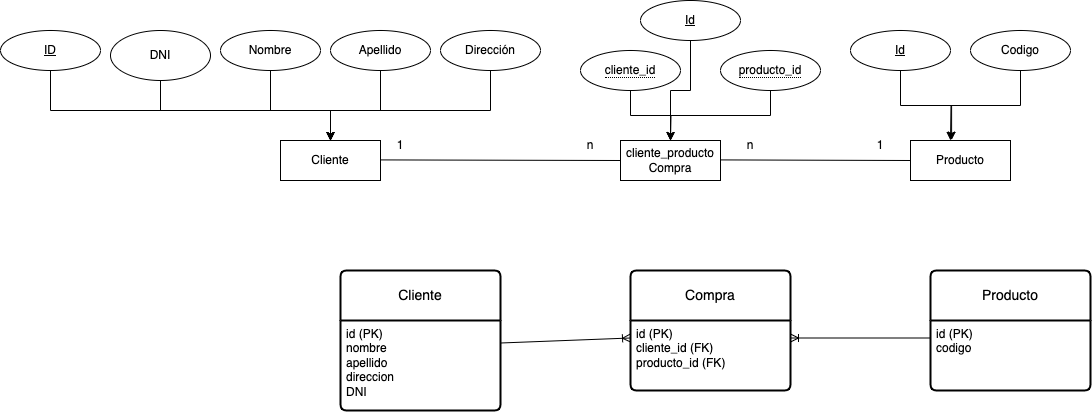 Id
ID
DNI
Nombre
Apellido
Dirección
cliente_id
producto_id
Id
Codigo
1
n
n
1
Cliente
cliente_producto
Compra
Producto
Cliente
id (PK)
nombre
apellido
direccion
DNI
Compra
id (PK)
cliente_id (FK)
producto_id (FK)
Producto
id (PK)
codigo